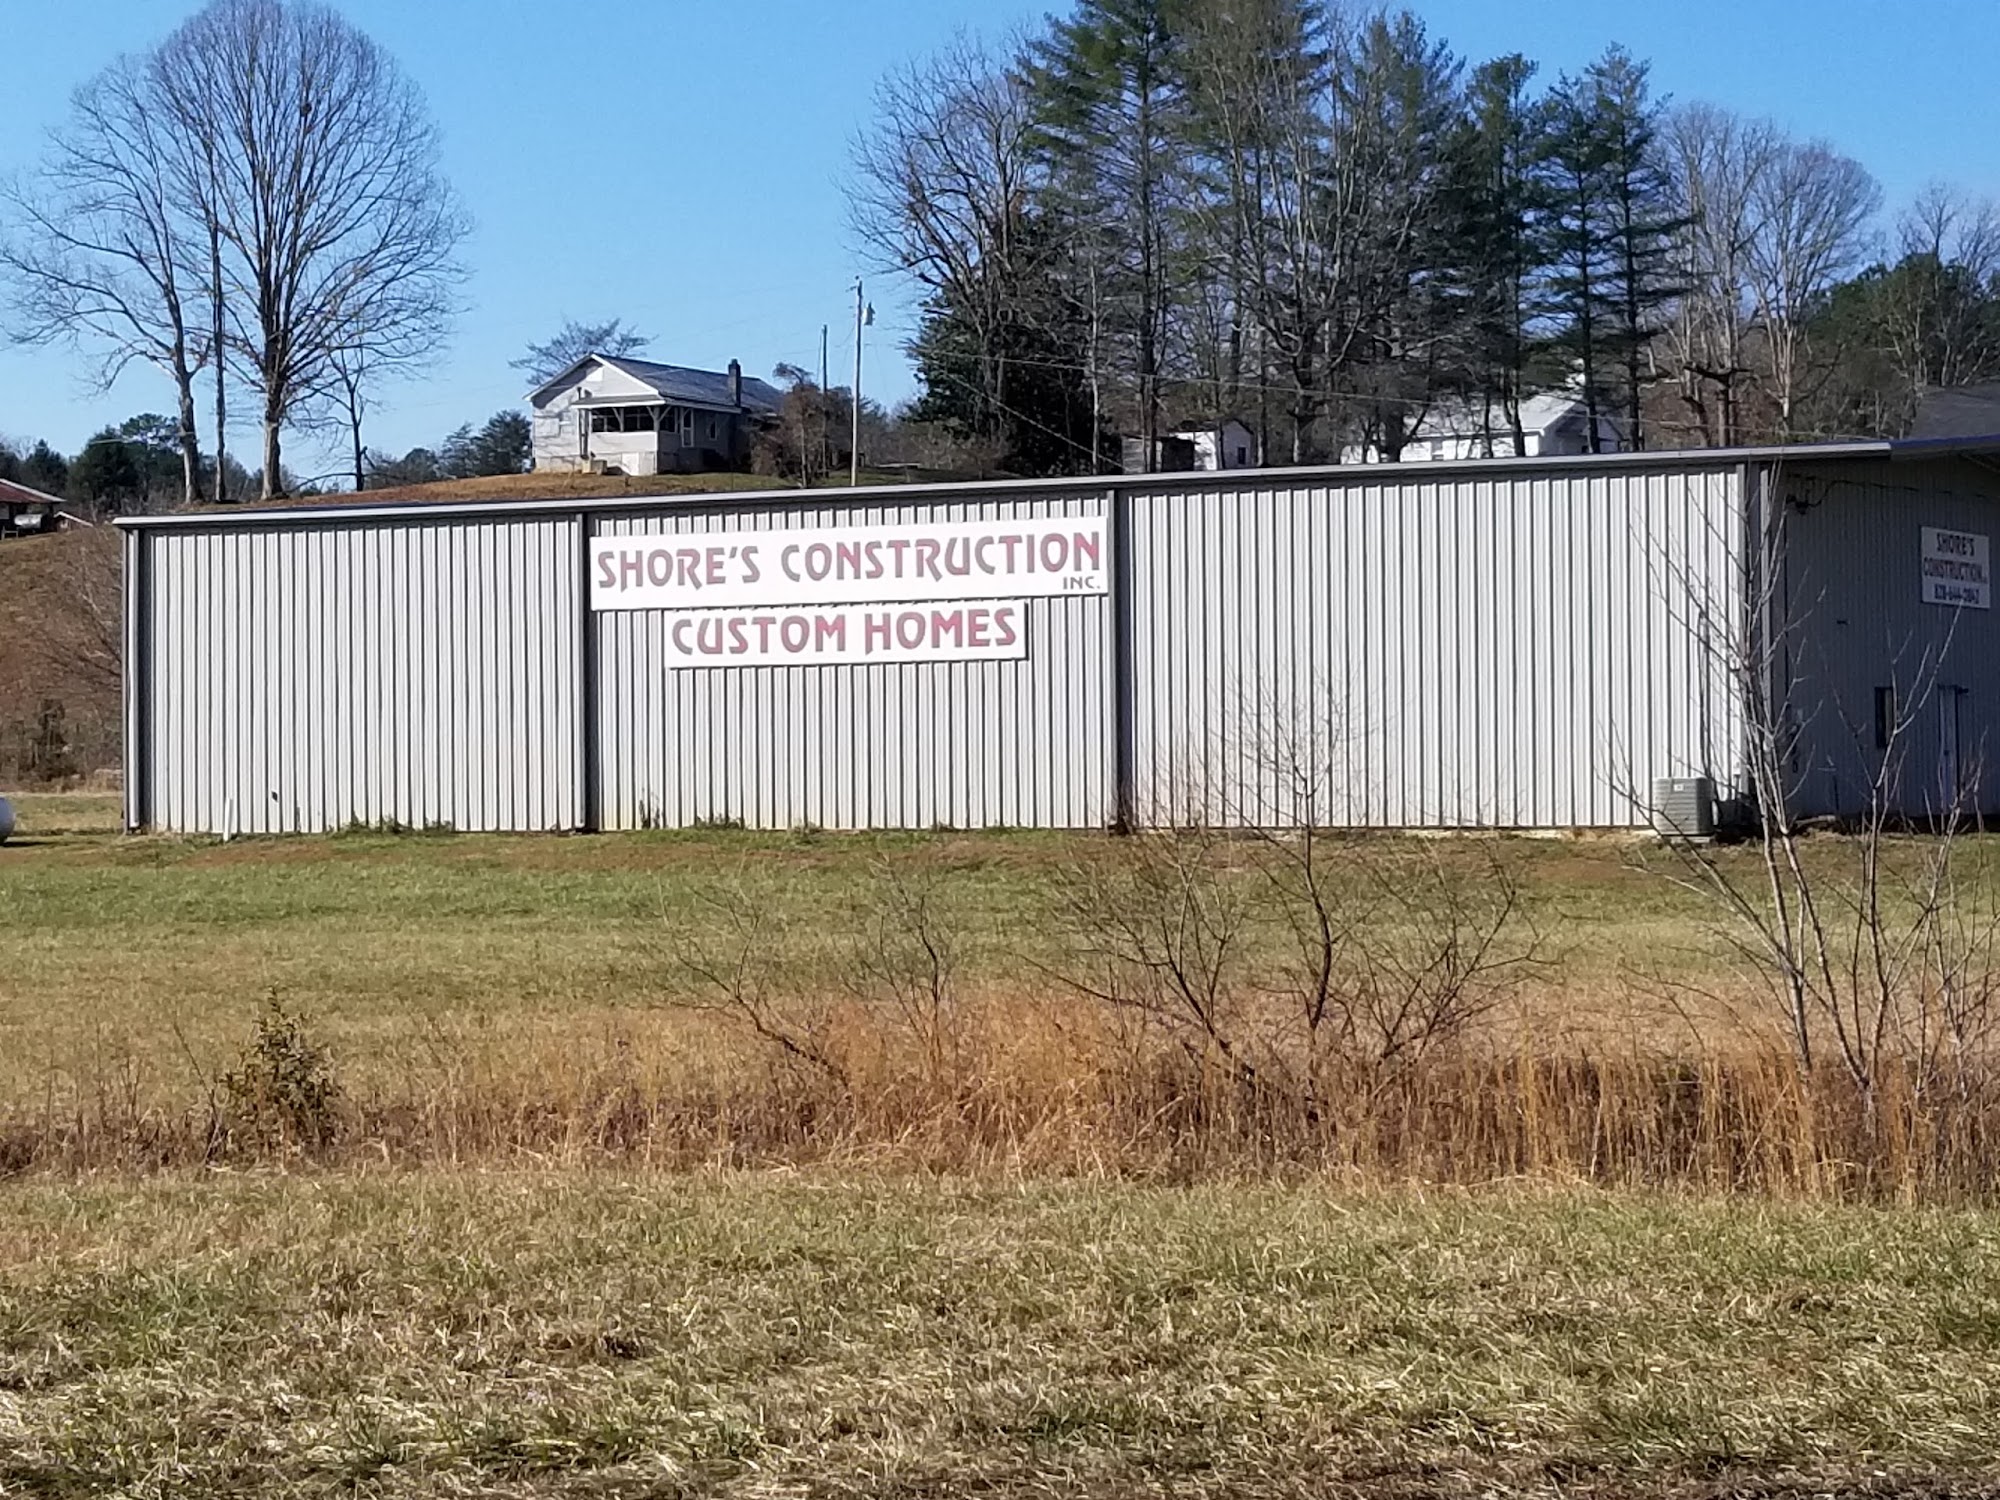 SHORE'S CONSTRUCTION
INC.
CUSTOM HOMES
SHORE'S
CONSTRUCTION